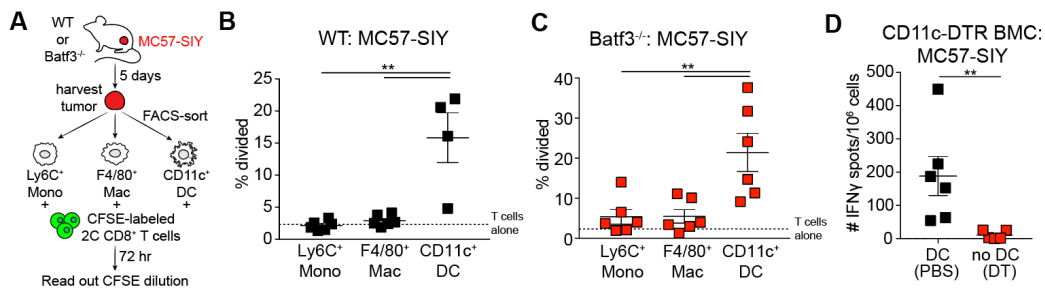 A
WT
or
Batf3⁻/⁻
MC57-SIY
5 days
harvest
tumor
FACS-sort
Ly6C⁺
Mono
F4/80⁺
Mac
CD11c⁺
DC
+
+
+
CFSE-labeled
2C CD8⁺ T cells
72 hr
Read out CFSE dilution
B
WT: MC57-SIY
**
% divided
25
20
15
10
5
0
T cells
alone
Ly6C⁺
Mono
F4/80⁺
Mac
CD11c⁺
DC
C
Batf3⁻/⁻: MC57-SIY
**
% divided
40
30
20
10
0
T cells
alone
Ly6C⁺
Mono
F4/80⁺
Mac
CD11c⁺
DC
D
CD11c-DTR BMC:
MC57-SIY
**
# IFNγ spots/10⁶ cells
500
400
300
200
100
0
DC
(PBS)
no DC
(DT)